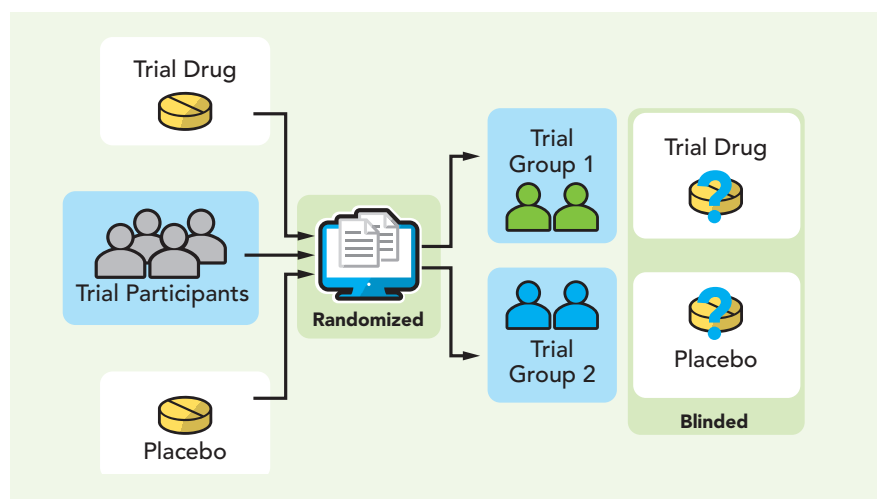 Trial Drug
Trial Participants
Placebo
Randomized
Trial
Group 1
Trial
Group 2
Trial Drug
?
?
Placebo
Blinded